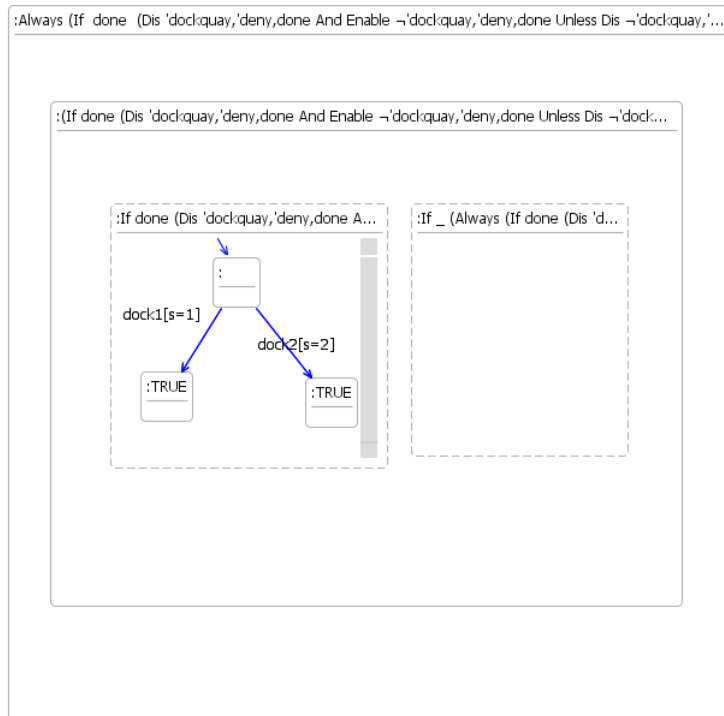 :Always (If  done  (Dis 'dockquay,'deny,done And Enable ¬'dockquay,'deny,done Unless Dis ¬'dockquay,'...
:(If done (Dis 'dockquay,'deny,done And Enable ¬'dockquay,'deny,done Unless Dis ¬'dock...
:If done (Dis 'dockquay,'deny,done A...
:If _ (Always (If done (Dis 'd...
:
dock1[s=1]
dock2[s=2]
:TRUE
:TRUE